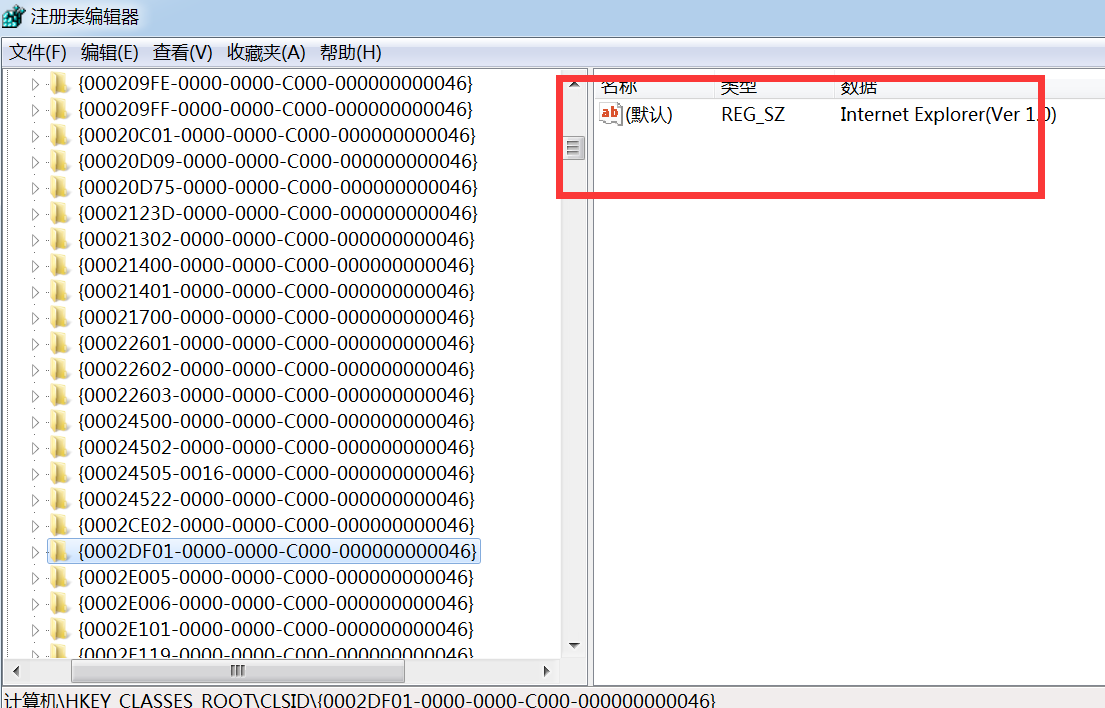 注册表编辑器
文件(F) 编辑(E) 查看(V) 收藏夹(A) 帮助(H)
{000209FE-0000-0000-C000-000000000046}
{000209FF-0000-0000-C000-000000000046}
{00020C01-0000-0000-C000-000000000046}
{00020D09-0000-0000-C000-000000000046}
{00020D75-0000-0000-C000-000000000046}
{0002123D-0000-0000-C000-000000000046}
{00021302-0000-0000-C000-000000000046}
{00021400-0000-0000-C000-000000000046}
{00021401-0000-0000-C000-000000000046}
{00021700-0000-0000-C000-000000000046}
{00022601-0000-0000-C000-000000000046}
{00022602-0000-0000-C000-000000000046}
{00022603-0000-0000-C000-000000000046}
{00024500-0000-0000-C000-000000000046}
{00024502-0000-0000-C000-000000000046}
{00024505-0016-0000-C000-000000000046}
{00024522-0000-0000-C000-000000000046}
{0002CE02-0000-0000-C000-000000000046}
{0002DF01-0000-0000-C000-000000000046}
{0002E005-0000-0000-C000-000000000046}
{0002E006-0000-0000-C000-000000000046}
{0002E101-0000-0000-C000-000000000046}
{0002E119-0000-0000-C000-000000000046}
名称 类型 数据
ab (默认) REG_SZ Internet Explorer(Ver 1.0)
计算机\HKEY_CLASSES_ROOT\CLSID\{0002DF01-0000-0000-C000-000000000046}